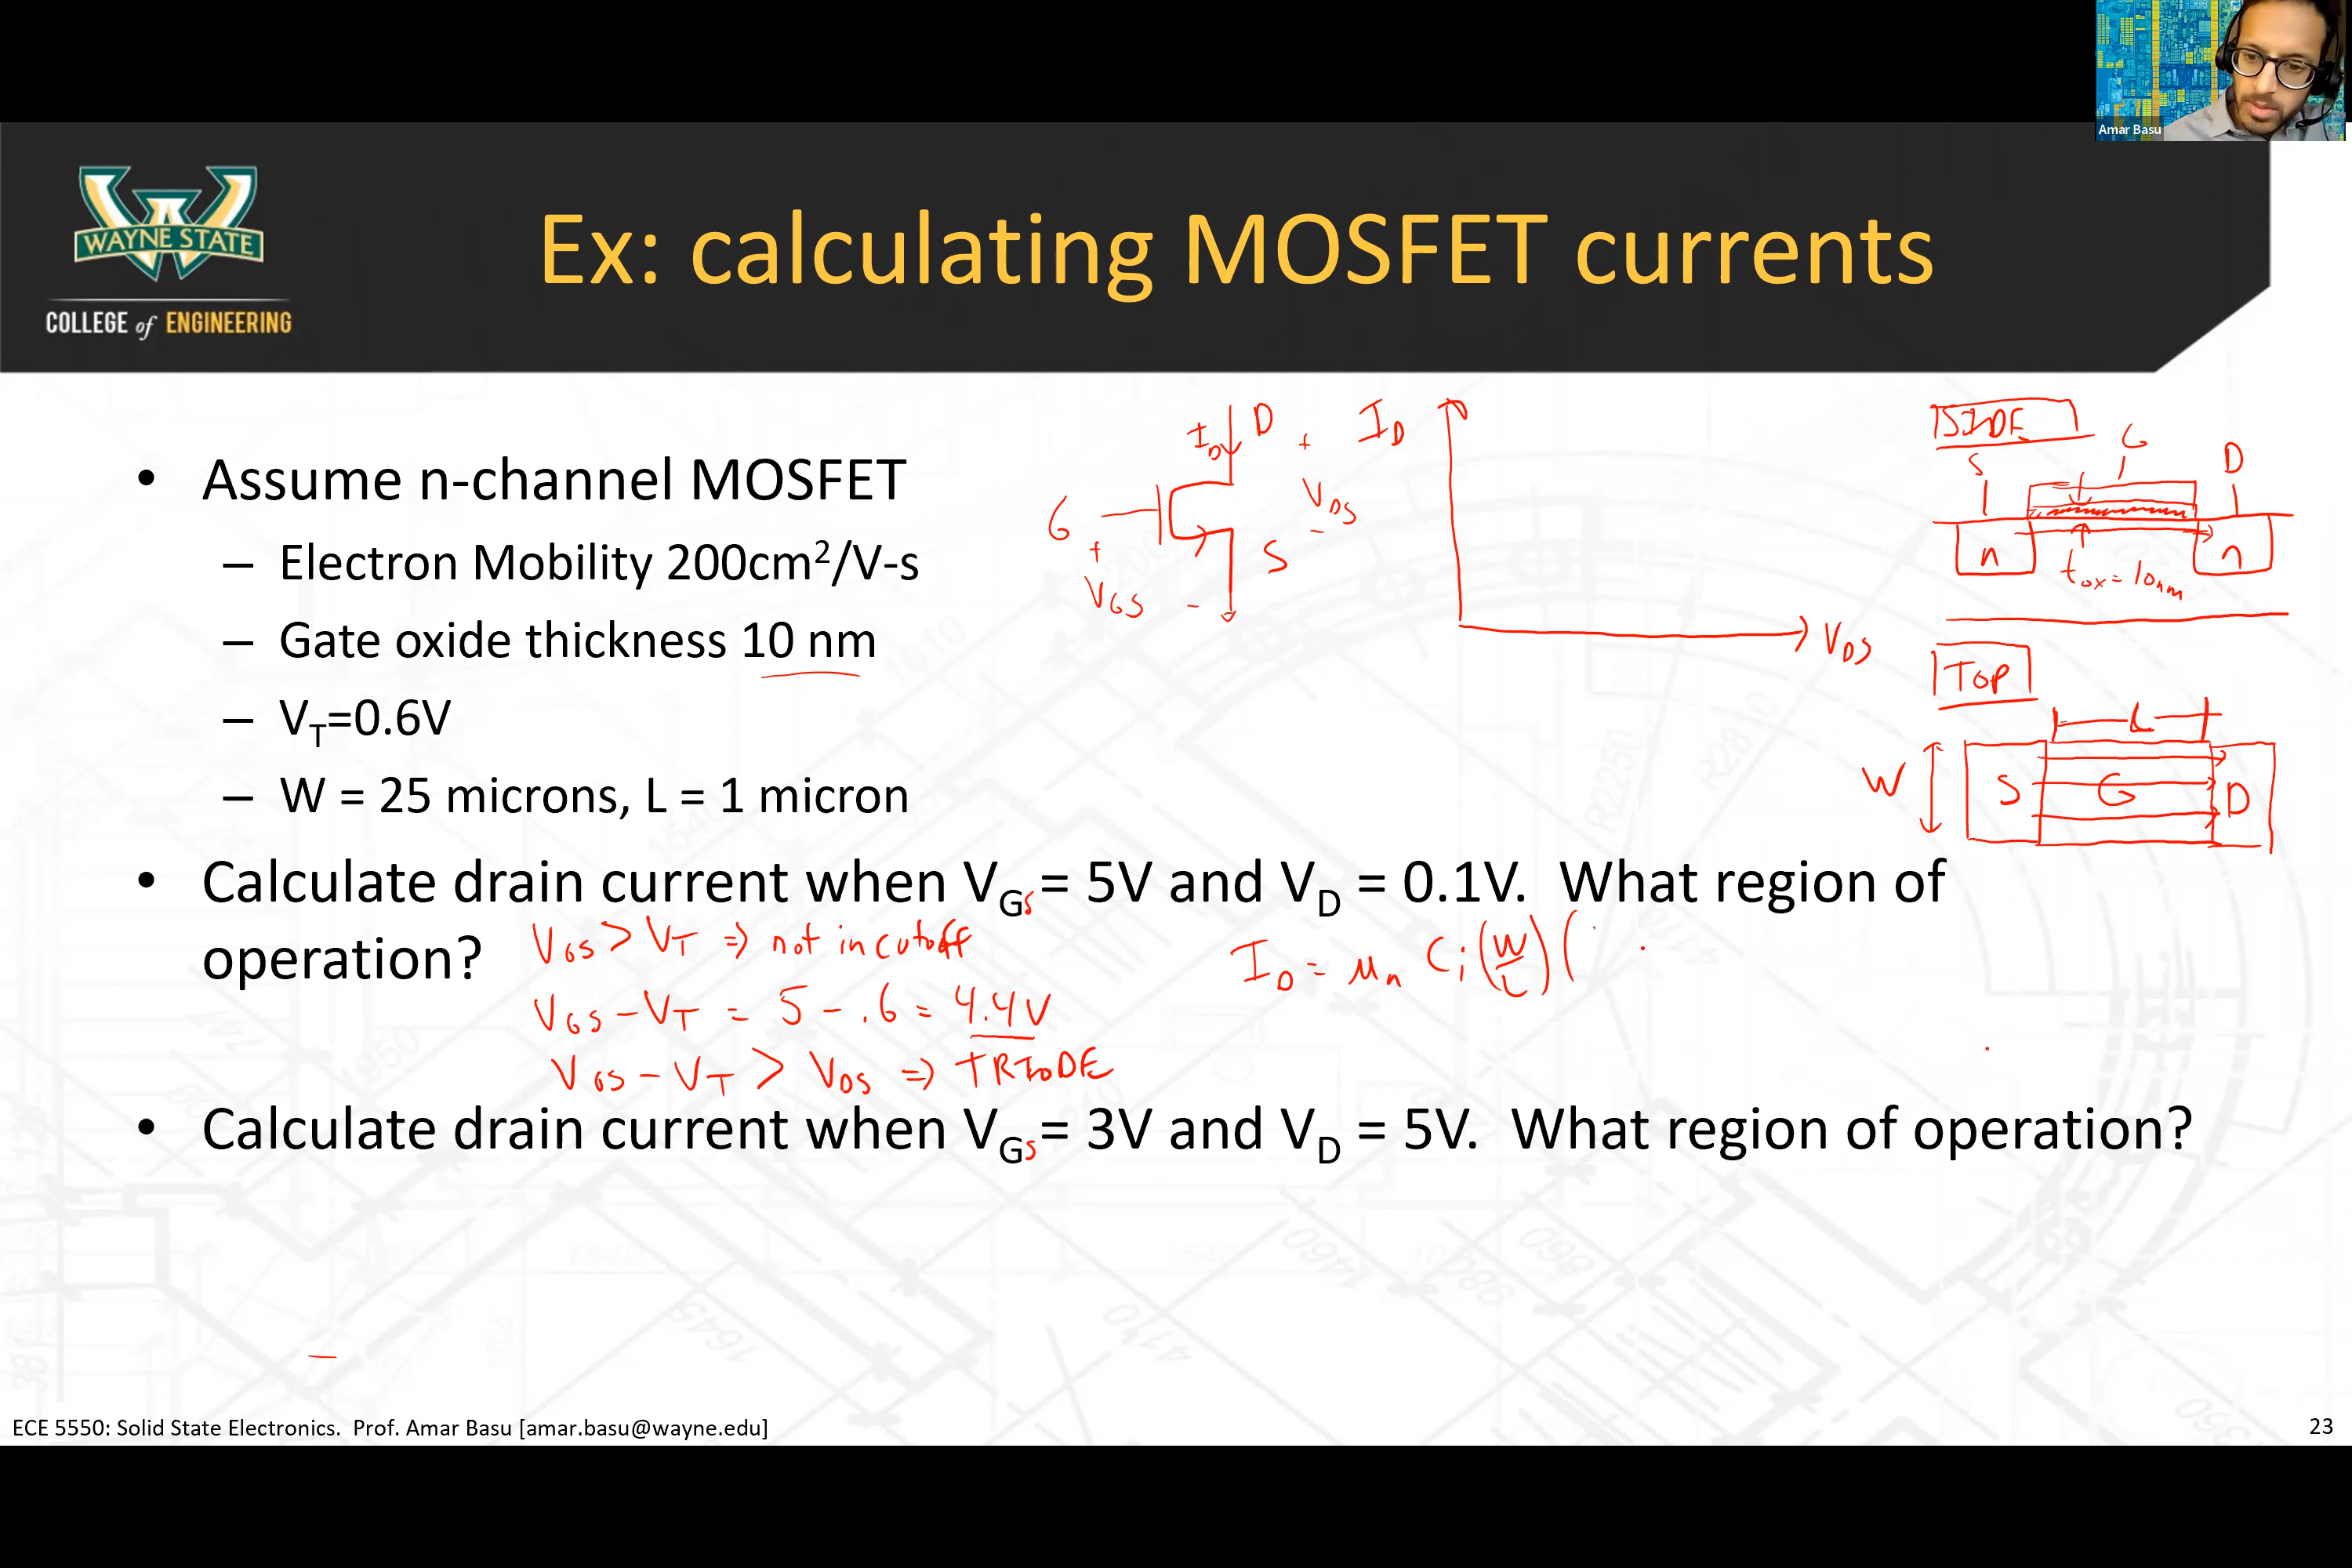 Amar Basu
WAYNE STATE
COLLEGE of ENGINEERING
Ex: calculating MOSFET currents
• Assume n-channel MOSFET
– Electron Mobility 200cm²/V-s
– Gate oxide thickness 10 nm
– V_T=0.6V
– W = 25 microns, L = 1 micron
I_D D + I_D
G V_DS
+ - S
V_GS -
V_DS
SIDE
S G D
n n
t_ox = 10nm
TOP
L
W S G D
• Calculate drain current when V_GS = 5V and V_D = 0.1V. What region of
operation?
V_GS > V_T ⇒ not in cutoff
V_GS - V_T = 5 - .6 = 4.4V
V_GS - V_T > V_DS ⇒ TRIODE
I_D = μ_n C_i (W/L) (
• Calculate drain current when V_GS = 3V and V_D = 5V. What region of operation?
ECE 5550: Solid State Electronics. Prof. Amar Basu [amar.basu@wayne.edu]
23